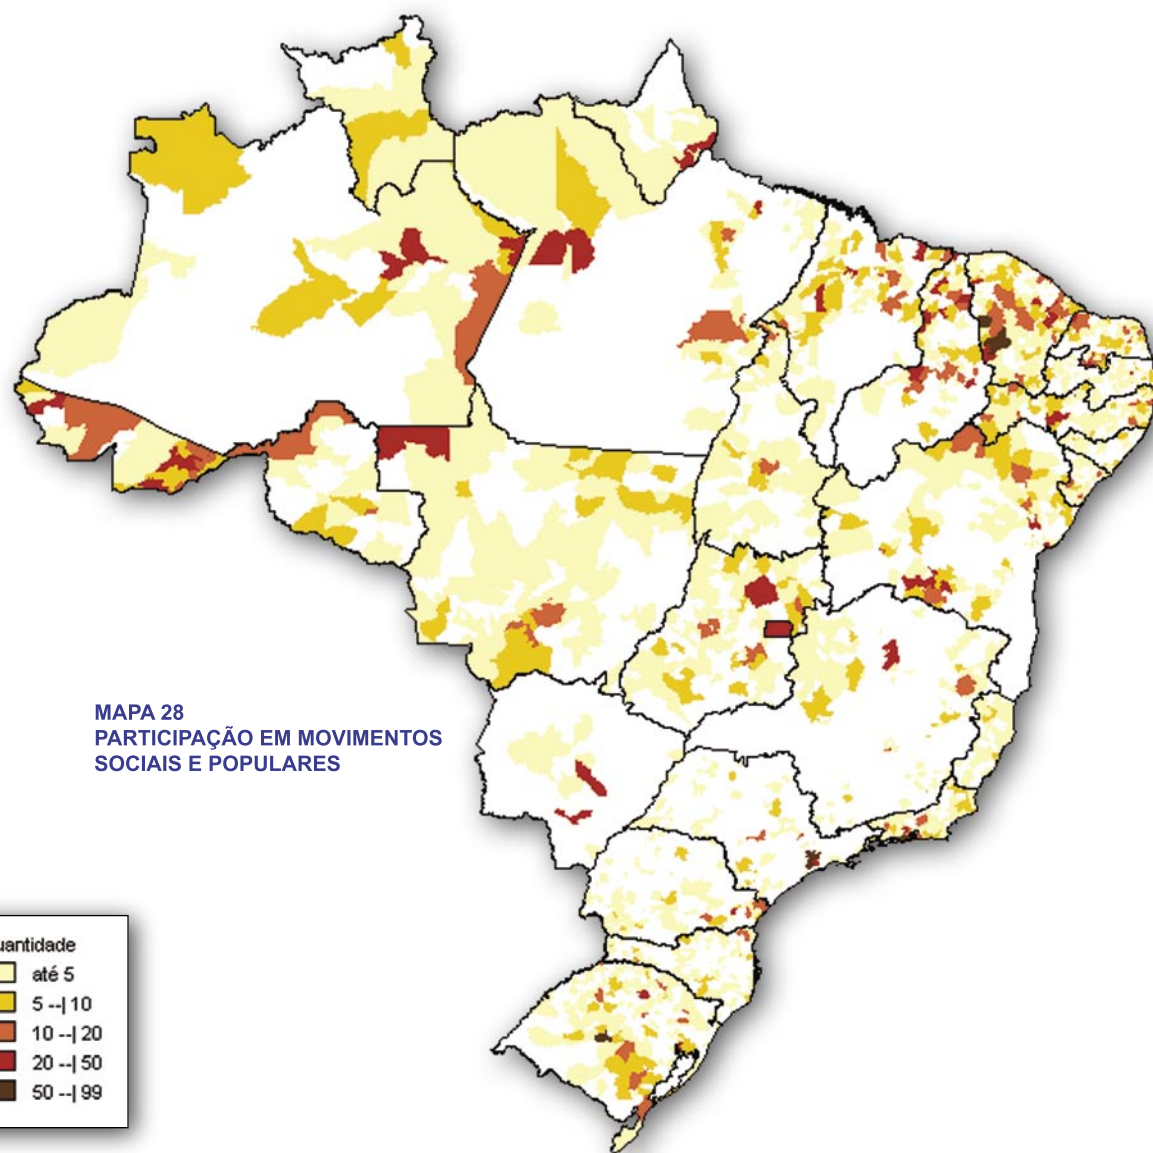 MAPA 28
PARTICIPAÇÃO EM MOVIMENTOS
SOCIAIS E POPULARES
uantidade
até 5
5 --| 10
10 --| 20
20 --| 50
50 --| 99